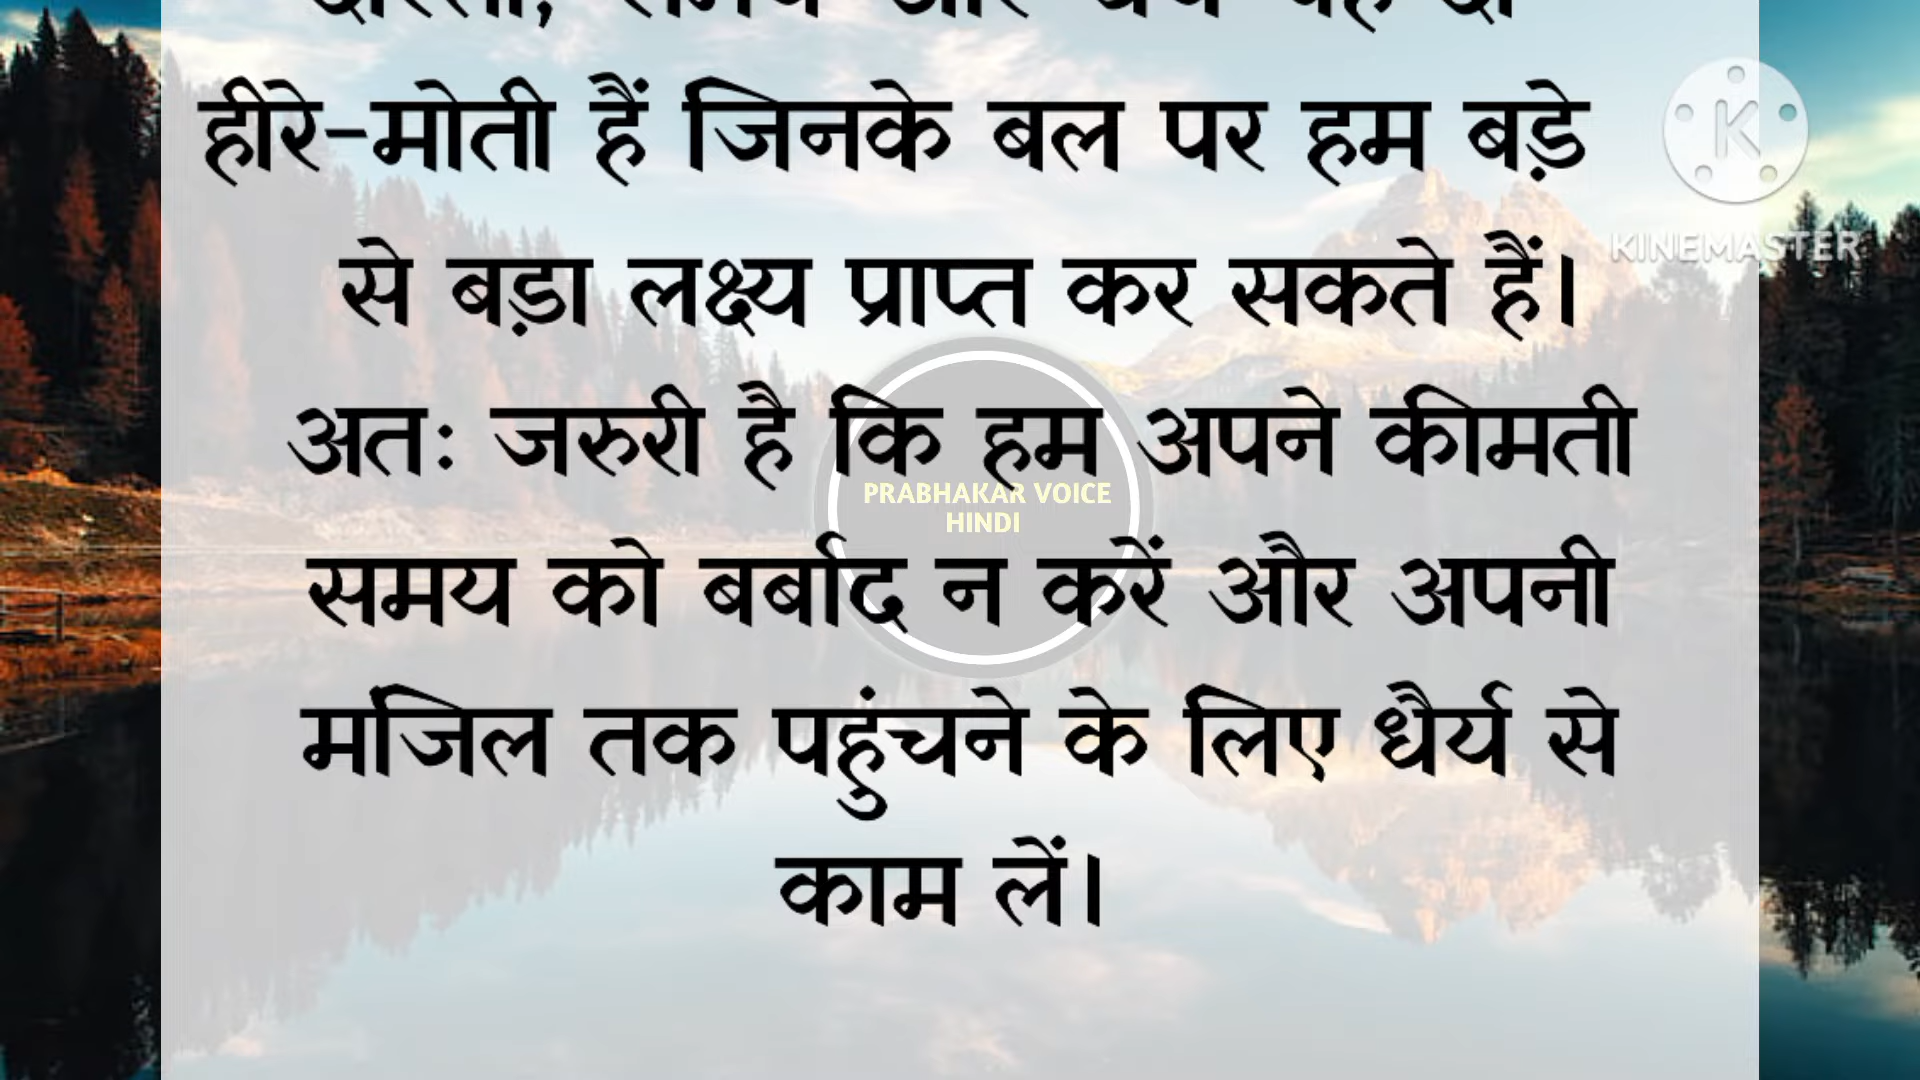 हीरे-मोती हैं जिनके बल पर हम बड़े
से बड़ा लक्ष्य प्राप्त कर सकते हैं।
अतः जरुरी है कि हम अपने कीमती
समय को बर्बाद न करें और अपनी
मंजिल तक पहुंचने के लिए धैर्य से
काम लें।
K
KINEMASTER
PRABHAKAR VOICE
HINDI